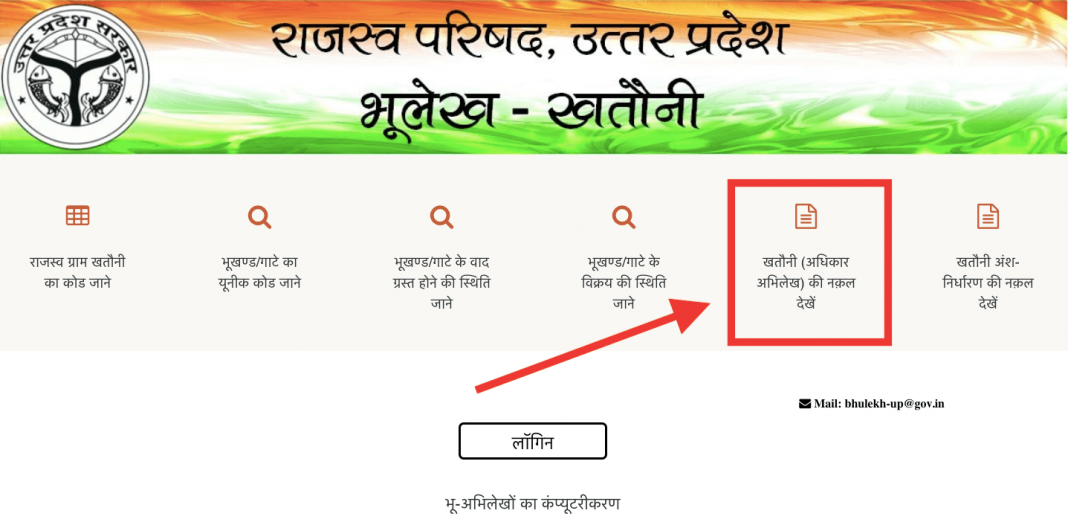 उत्तर प्रदेश सरकार
राजस्व परिषद, उत्तर प्रदेश
भूलेख - खतौनी
राजस्व ग्राम खतौनी
का कोड जाने
भूखण्ड/गाटे का
यूनीक कोड जाने
भूखण्ड/गाटे के वाद
ग्रस्त होने की स्थिति
जाने
भूखण्ड/गाटे के
विक्रय की स्थिति
जाने
खतौनी (अधिकार
अभिलेख) की नक़ल
देखें
खतौनी अंश-
निर्धारण की नक़ल
देखें
Mail: bhulekh-up@gov.in
लॉगिन
भू-अभिलेखों का कंप्यूटरीकरण